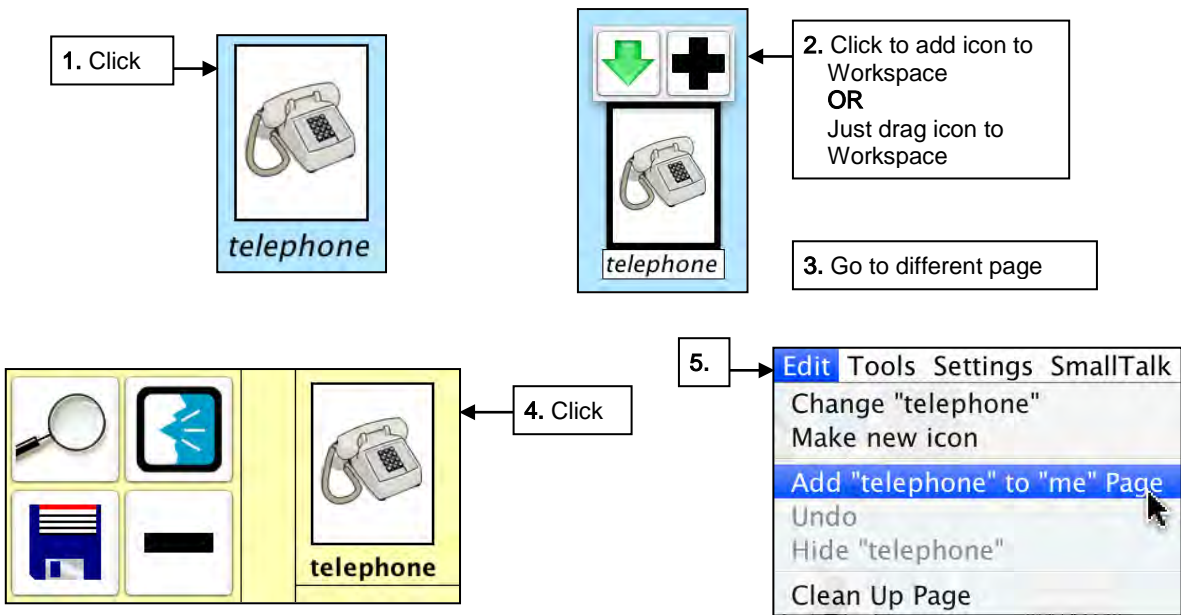 1. Click
telephone
2. Click to add icon to
Workspace
OR
Just drag icon to
Workspace
telephone
3. Go to different page
4. Click
telephone
5.
Edit Tools Settings SmallTalk
Change "telephone"
Make new icon
Add "telephone" to "me" Page
Undo
Hide "telephone"
Clean Up Page